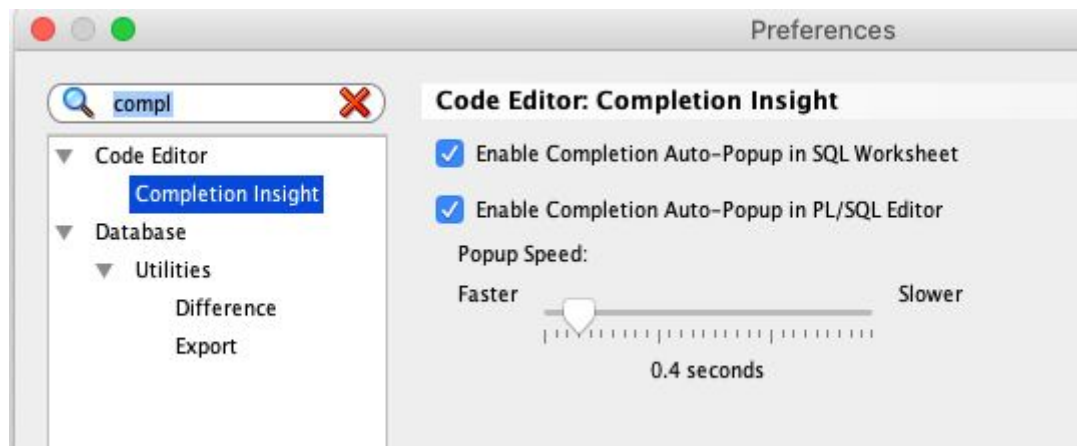 Preferences
compl
Code Editor
Completion Insight
Database
Utilities
Difference
Export
Code Editor: Completion Insight
Enable Completion Auto-Popup in SQL Worksheet
Enable Completion Auto-Popup in PL/SQL Editor
Popup Speed:
Faster Slower
0.4 seconds